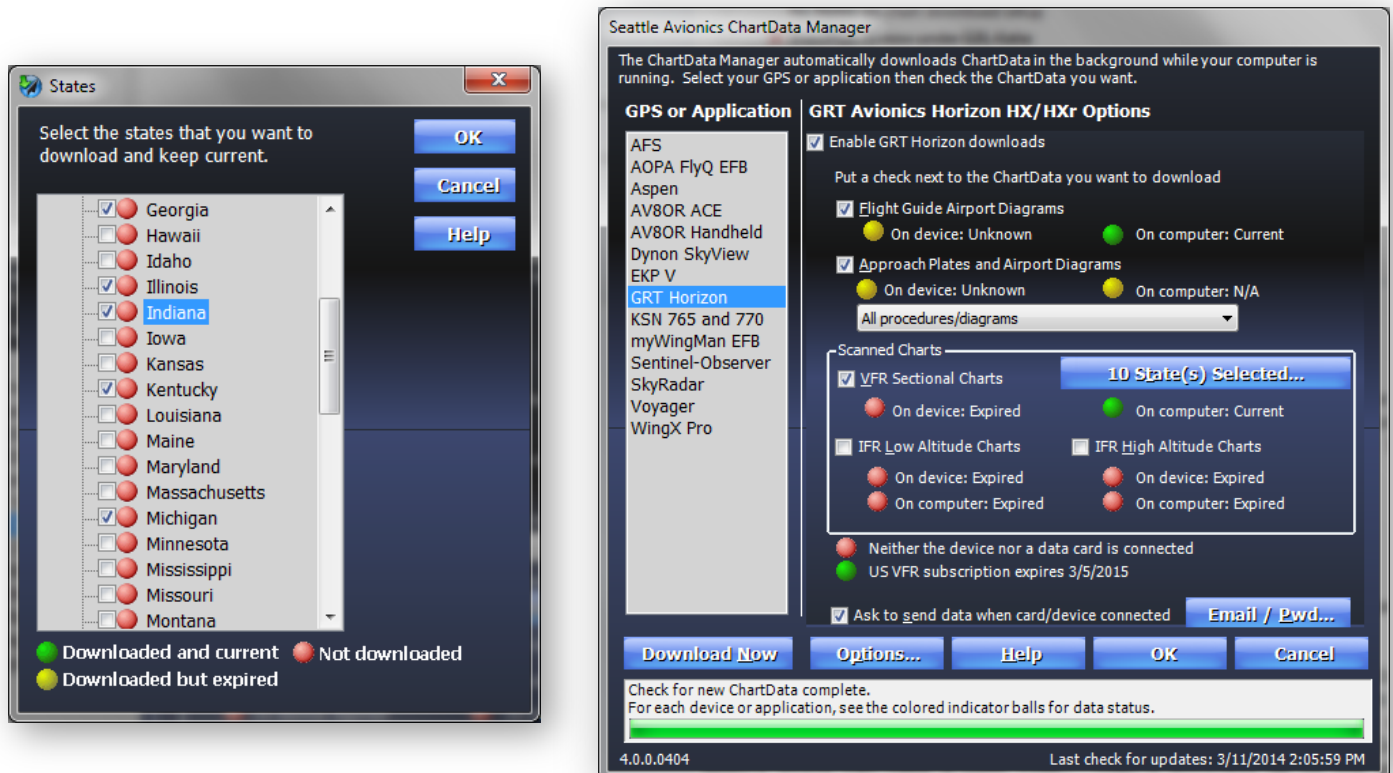 States
Select the states that you want to
download and keep current.
OK
Cancel
Help
Georgia
Hawaii
Idaho
Illinois
Indiana
Iowa
Kansas
Kentucky
Louisiana
Maine
Maryland
Massachusetts
Michigan
Minnesota
Mississippi
Missouri
Montana
Downloaded and current
Not downloaded
Downloaded but expired
Seattle Avionics ChartData Manager
The ChartData Manager automatically downloads ChartData in the background while your computer is
running. Select your GPS or application then check the ChartData you want.
GPS or Application
AFS
AOPA FlyQ EFB
Aspen
AV8OR ACE
AV8OR Handheld
Dynon SkyView
EKP V
GRT Horizon
KSN 765 and 770
myWingMan EFB
Sentinel-Observer
SkyRadar
Voyager
WingX Pro
GRT Avionics Horizon HX/HXr Options
Enable GRT Horizon downloads
Put a check next to the ChartData you want to download
Flight Guide Airport Diagrams
On device: Unknown
On computer: Current
Approach Plates and Airport Diagrams
On device: Unknown
On computer: N/A
All procedures/diagrams
Scanned Charts
VFR Sectional Charts
10 State(s) Selected...
On device: Expired
On computer: Current
IFR Low Altitude Charts
IFR High Altitude Charts
On device: Expired
On device: Expired
On computer: Expired
On computer: Expired
Neither the device nor a data card is connected
US VFR subscription expires 3/5/2015
Ask to send data when card/device connected
Email / Pwd...
Download Now
Options...
Help
OK
Cancel
Check for new ChartData complete.
For each device or application, see the colored indicator balls for data status.
4.0.0.0404
Last check for updates: 3/11/2014 2:05:59 PM